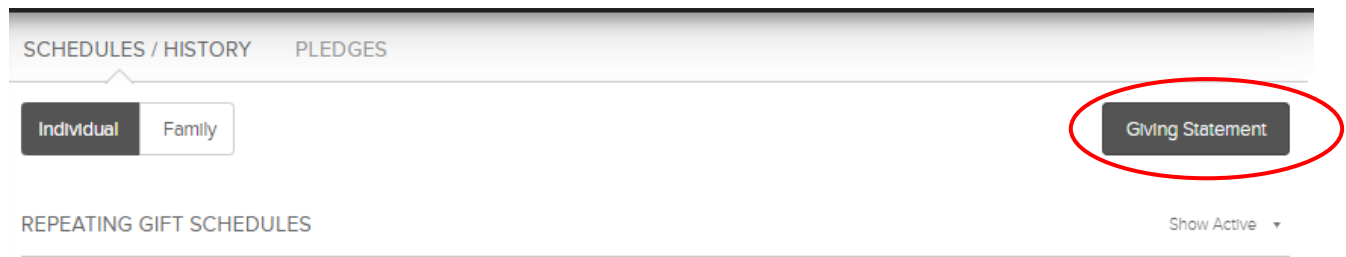 SCHEDULES / HISTORY PLEDGES
Individual Family Giving Statement
REPEATING GIFT SCHEDULES Show Active